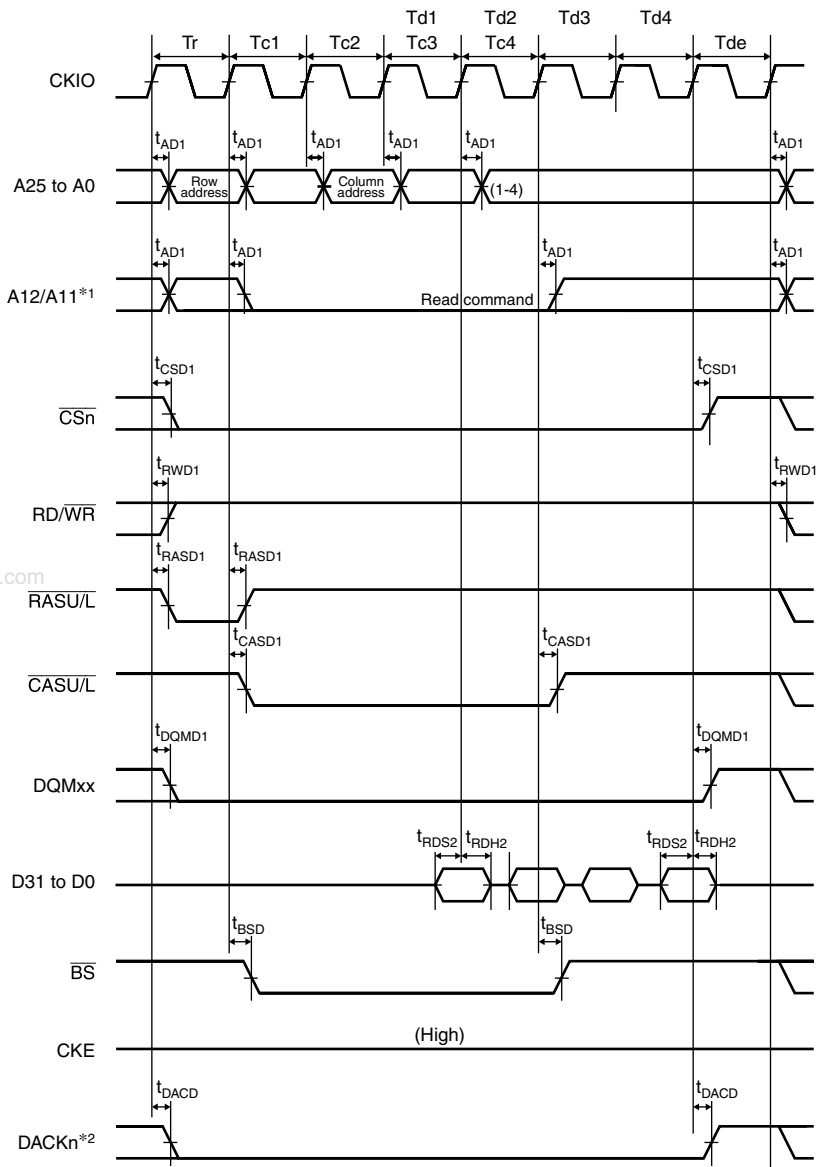 Td1 Td2
Tr Tc1 Tc2 Tc3 Tc4 Td3 Td4 Tde
CKIO
tAD1 tAD1 tAD1 tAD1 tAD1 tAD1
A25 to A0 Row address Column address (1-4)
tAD1 tAD1 tAD1 tAD1
A12/A11*1 Read command
tCSD1 tCSD1
CSn
tRWD1 tRWD1
RD/WR
tRASD1 tRASD1
.com
RASU/L
tCASD1 tCASD1
CASU/L
tDQMD1 tDQMD1
DQMxx
tRDS2 tRDH2 tRDS2 tRDH2
D31 to D0
tBSD tBSD
BS
(High)
CKE
tDACD tDACD
DACKn*2